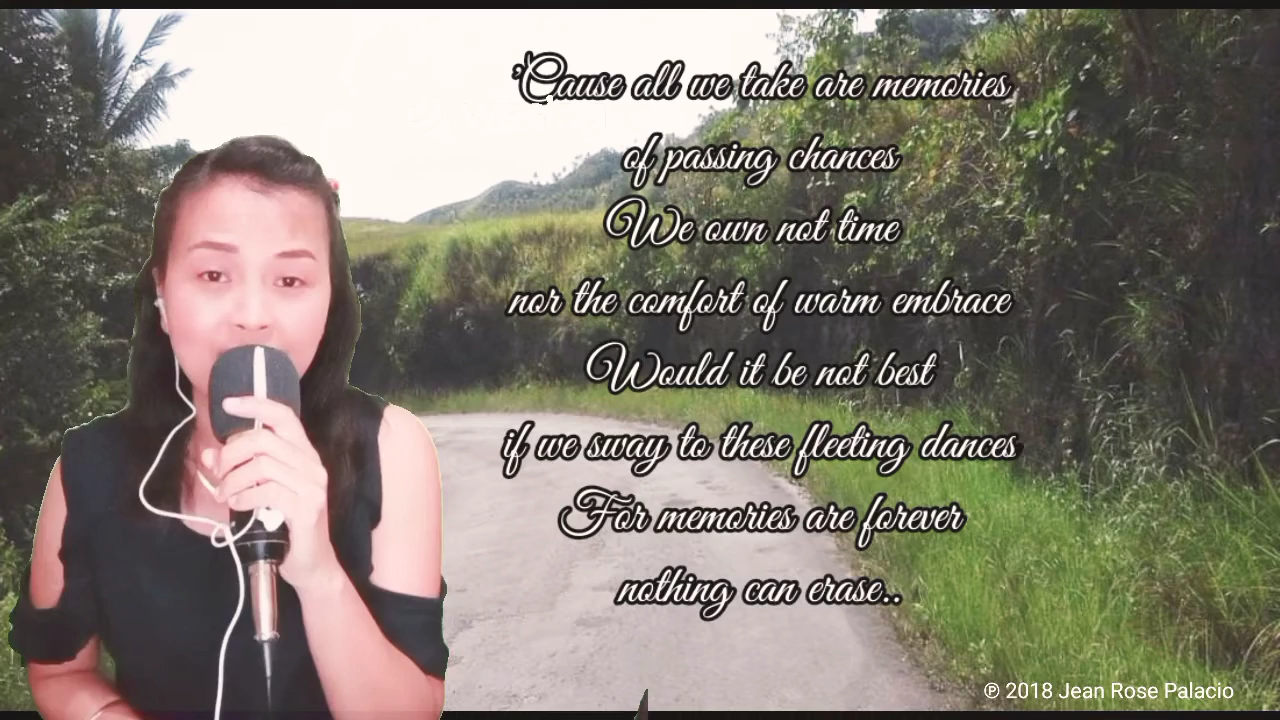 'Cause all we take are memories
of passing chances
We own not time
nor the comfort of warm embrace
Would it be not best
if we sway to these fleeting dances
For memories are forever
nothing can erase..
℗ 2018 Jean Rose Palacio